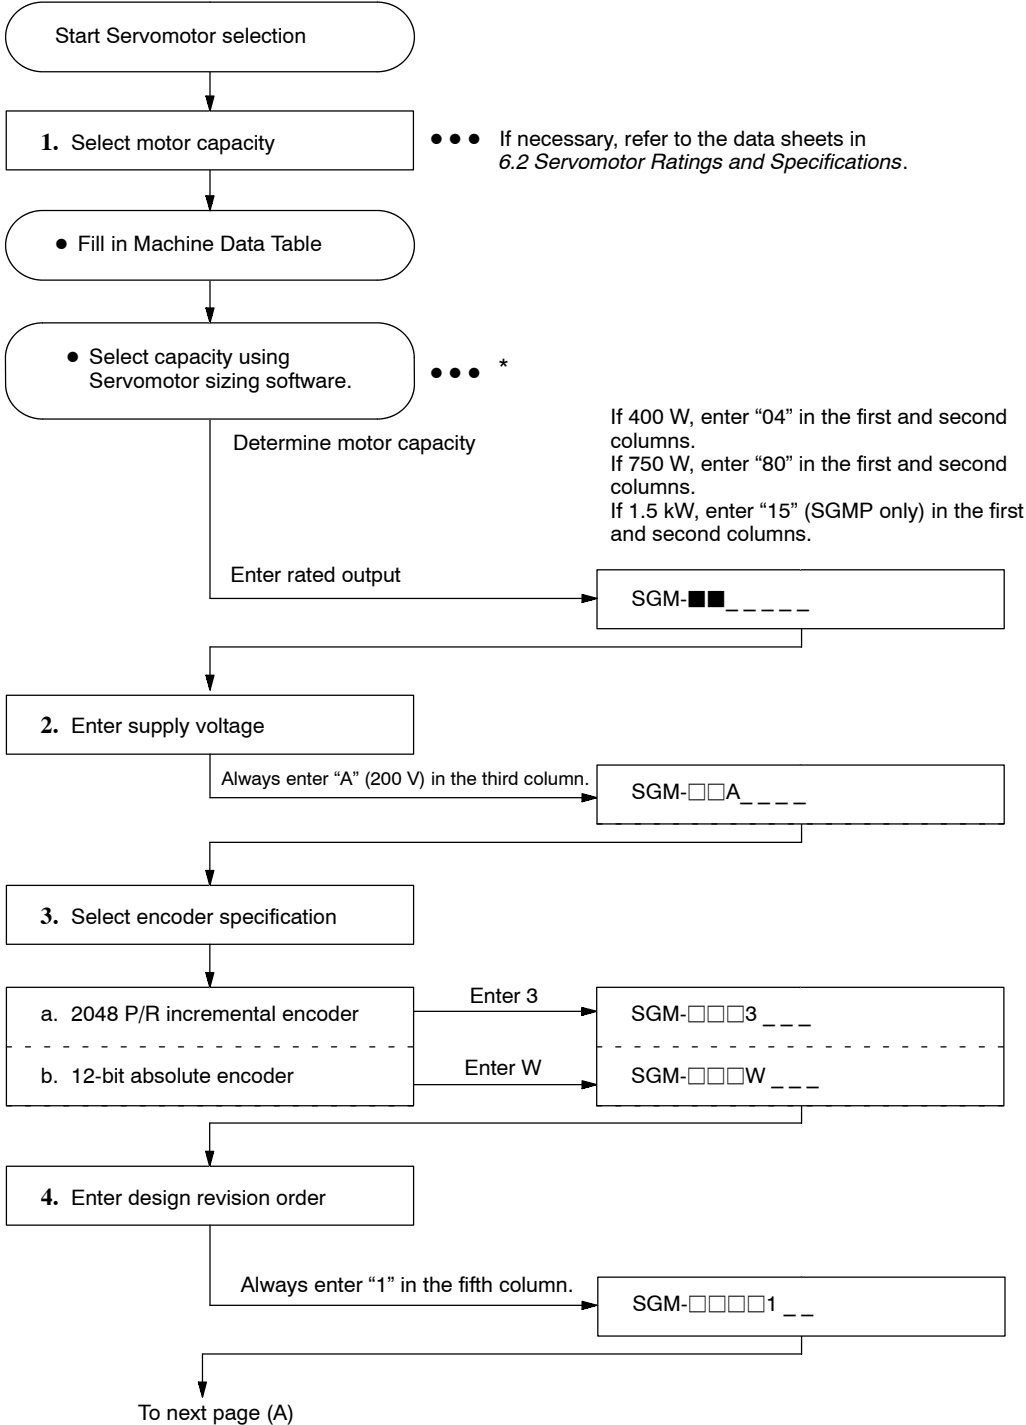 Start Servomotor selection
1. Select motor capacity
●●● If necessary, refer to the data sheets in
6.2 Servomotor Ratings and Specifications.
● Fill in Machine Data Table
● Select capacity using
Servomotor sizing software.
●●● *
Determine motor capacity
If 400 W, enter “04” in the first and second
columns.
If 750 W, enter “80” in the first and second
columns.
If 1.5 kW, enter “15” (SGMP only) in the first
and second columns.
Enter rated output
SGM-■■_ _ _ _ _
2. Enter supply voltage
Always enter “A” (200 V) in the third column.
SGM-□□A_ _ _ _
3. Select encoder specification
a. 2048 P/R incremental encoder
Enter 3
SGM-□□□3 _ _ _
b. 12-bit absolute encoder
Enter W
SGM-□□□W _ _ _
4. Enter design revision order
Always enter “1” in the fifth column.
SGM-□□□□1 _ _
To next page (A)